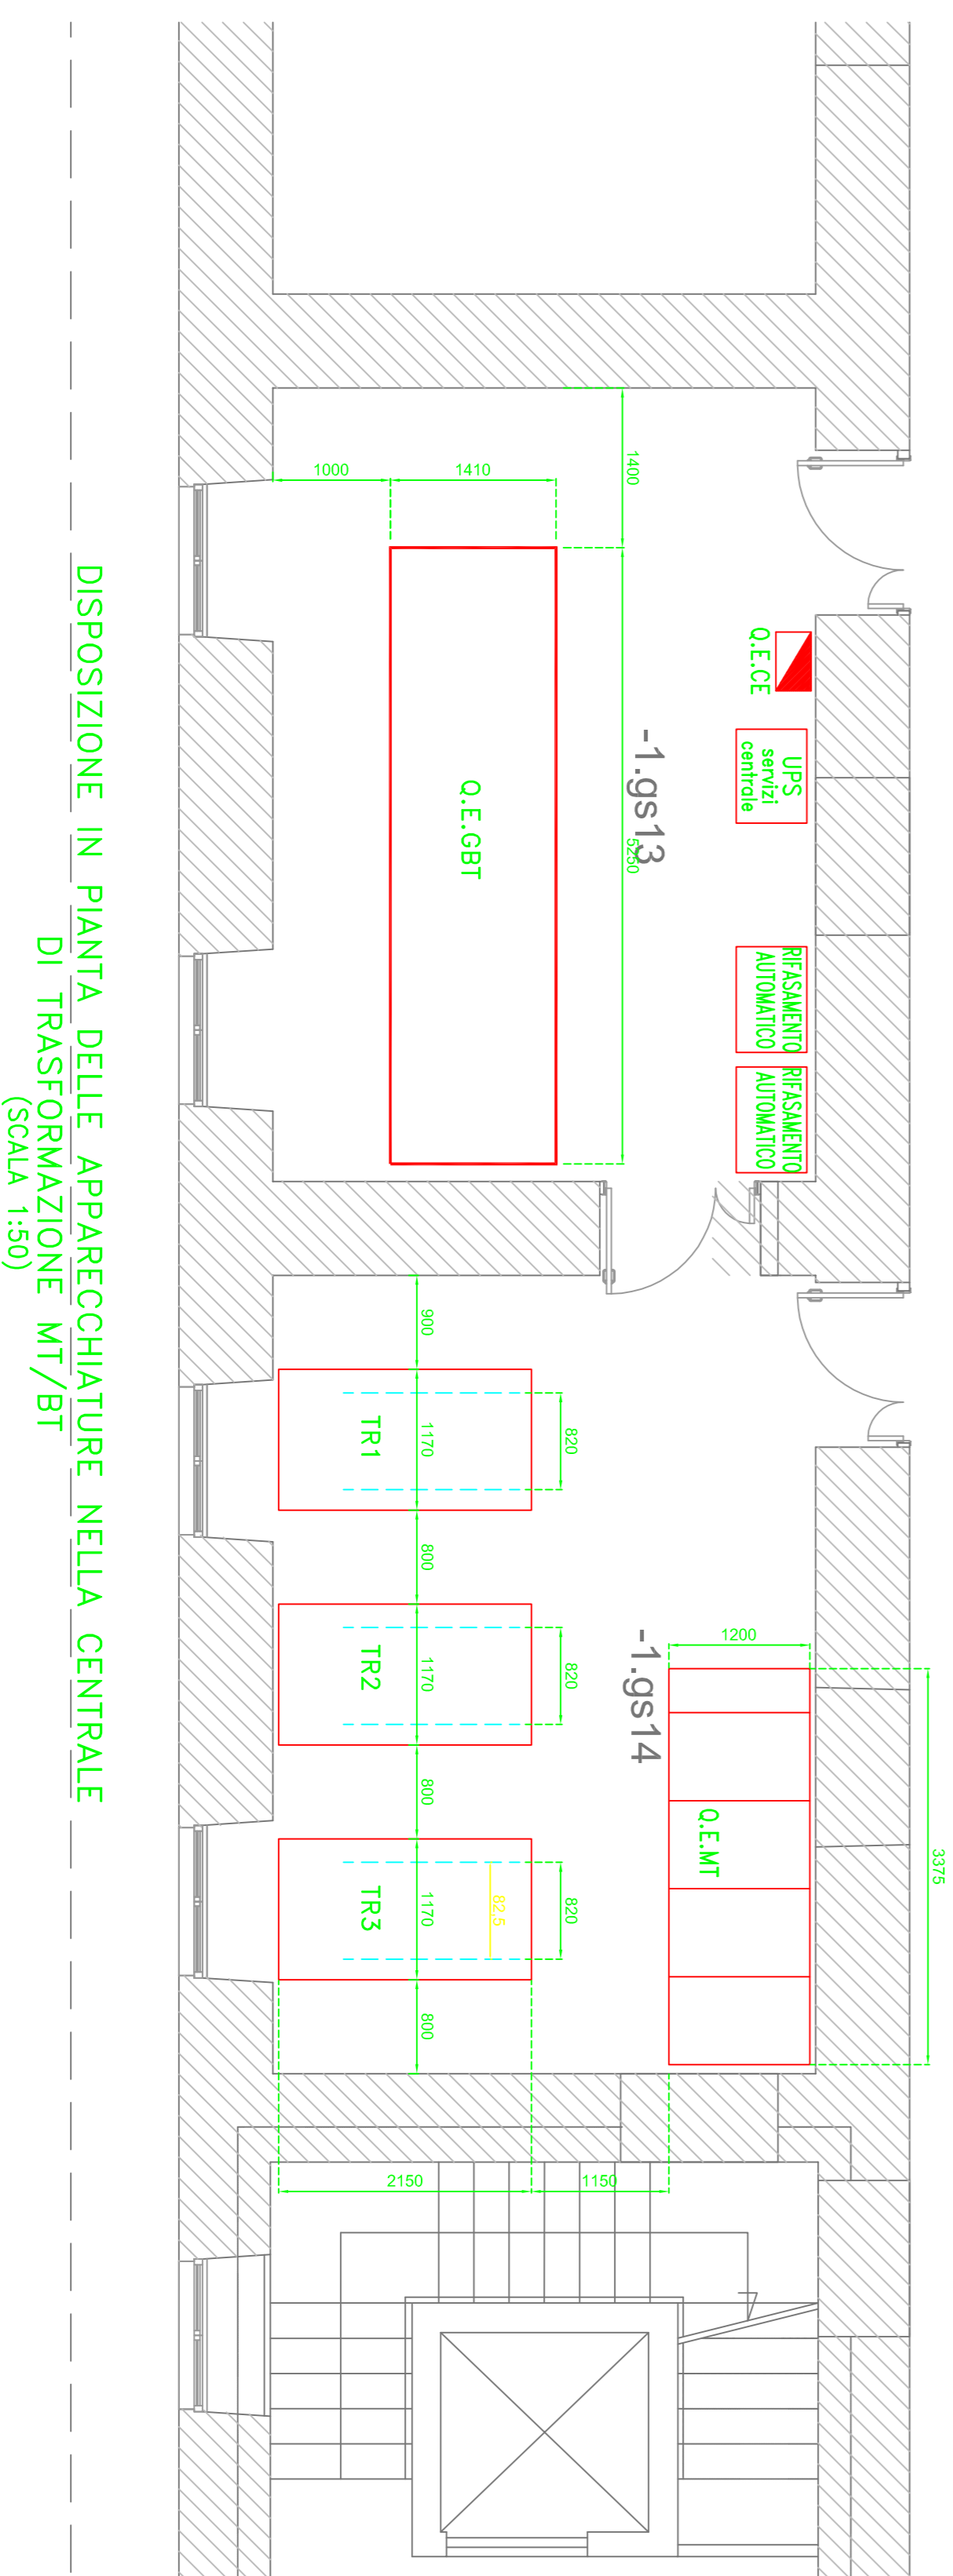 1400
1000
1410
Q.E.CE
UPS
servizi
centrale
-1.gs13
5250
Q.E.GBT
RIFASAMENTO
AUTOMATICO
RIFASAMENTO
AUTOMATICO
900
1170
820
TR1
800
1200
3375
-1.gs14
Q.E.MT
1170
820
TR2
800
1170
820
82.5
TR3
800
2150
1150
DISPOSIZIONE IN PIANTA DELLE APPARECCHIATURE NELLA CENTRALE
DI TRASFORMAZIONE MT/BT
(SCALA 1:50)